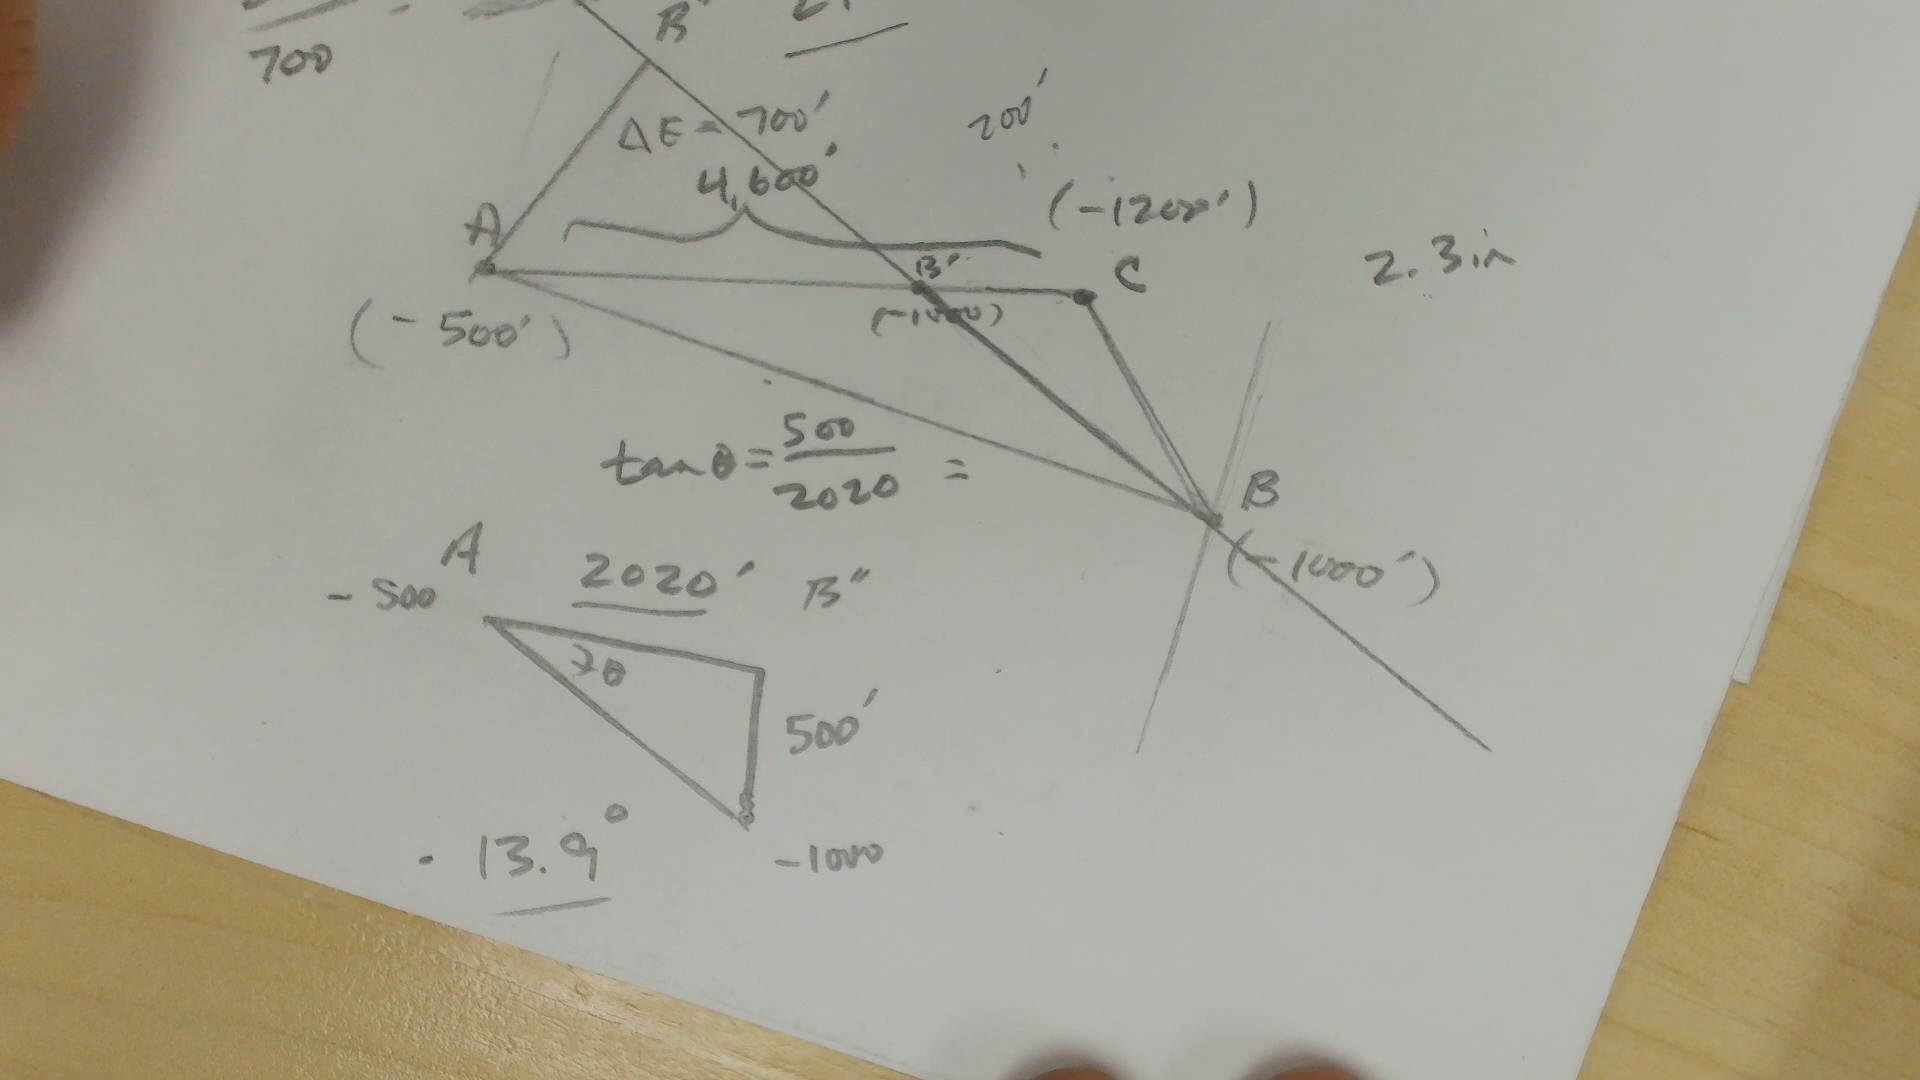 700
B"
ΔE = 700'
200'
4,600'
(-1200')
A
B"
C
2.3in
(-500')
(-1000)
tan θ = 500/2020 =
B
(-1000')
A
2020'
B"
-500
θ
500'
13.9°
-1000